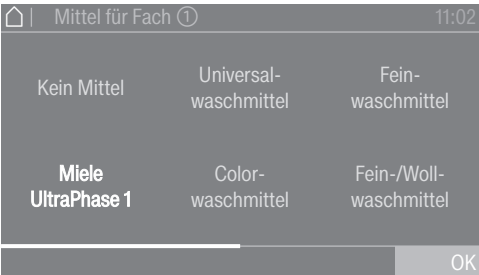 Mittel für Fach ①
11:02
Kein Mittel
Universal-
waschmittel
Fein-
waschmittel
Miele
UltraPhase 1
Color-
waschmittel
Fein-/Woll-
waschmittel
OK